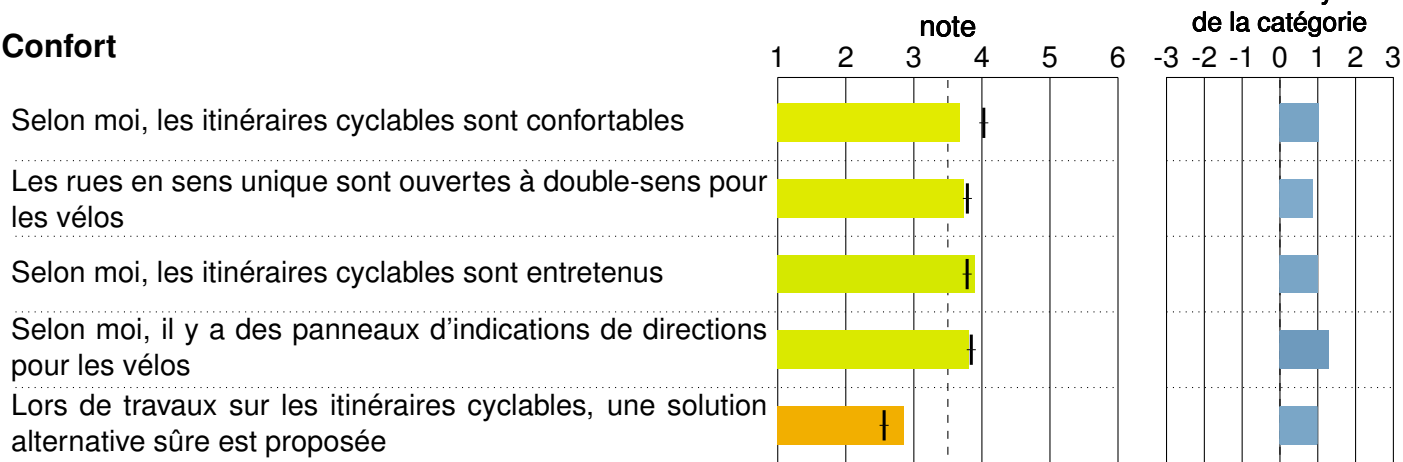 note
de la catégorie
Confort
1 2 3 4 5 6 -3 -2 -1 0 1 2 3
Selon moi, les itinéraires cyclables sont confortables
Les rues en sens unique sont ouvertes à double-sens pour
les vélos
Selon moi, les itinéraires cyclables sont entretenus
Selon moi, il y a des panneaux d'indications de directions
pour les vélos
Lors de travaux sur les itinéraires cyclables, une solution
alternative sûre est proposée